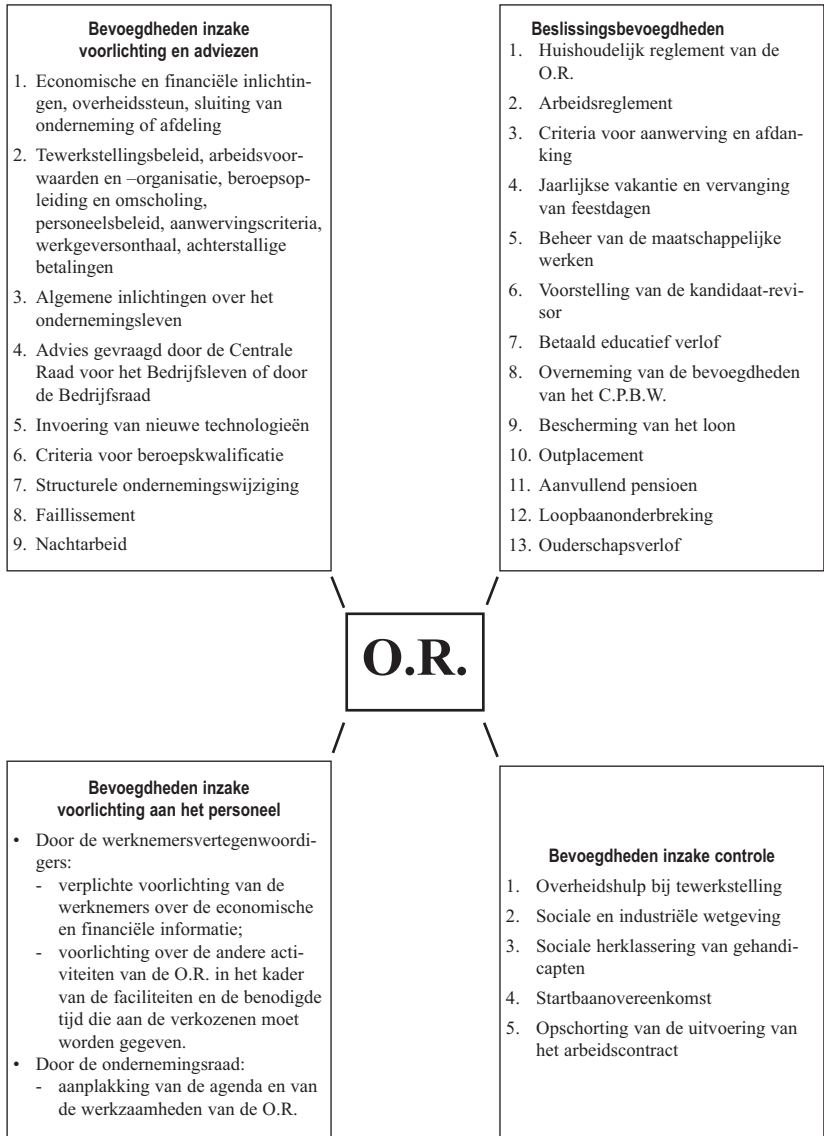 Bevoegdheden inzake
voorlichting en adviezen
1. Economische en financiële inlichtin-
gen, overheidssteun, sluiting van
onderneming of afdeling
2. Tewerkstellingsbeleid, arbeidsvoor-
waarden en –organisatie, beroepsop-
leiding en omscholing,
personeelsbeleid, aanwervingscriteria,
werkgeversonthaal, achterstallige
betalingen
3. Algemene inlichtingen over het
ondernemingsleven
4. Advies gevraagd door de Centrale
Raad voor het Bedrijfsleven of door
de Bedrijfsraad
5. Invoering van nieuwe technologieën
6. Criteria voor beroepskwalificatie
7. Structurele ondernemingswijziging
8. Faillissement
9. Nachtarbeid
Beslissingsbevoegdheden
1. Huishoudelijk reglement van de
O.R.
2. Arbeidsreglement
3. Criteria voor aanwerving en afdan-
king
4. Jaarlijkse vakantie en vervanging
van feestdagen
5. Beheer van de maatschappelijke
werken
6. Voorstelling van de kandidaat-revi-
sor
7. Betaald educatief verlof
8. Overneming van de bevoegdheden
van het C.P.B.W.
9. Bescherming van het loon
10. Outplacement
11. Aanvullend pensioen
12. Loopbaanonderbreking
13. Ouderschapsverlof
O.R.
Bevoegdheden inzake
voorlichting aan het personeel
• Door de werknemersvertegenwoordi-
gers:
- verplichte voorlichting van de
werknemers over de economische
en financiële informatie;
- voorlichting over de andere acti-
viteiten van de O.R. in het kader
van de faciliteiten en de benodigde
tijd die aan de verkozenen moet
worden gegeven.
• Door de ondernemingsraad:
- aanplakking van de agenda en van
de werkzaamheden van de O.R.
Bevoegdheden inzake controle
1. Overheidshulp bij tewerkstelling
2. Sociale en industriële wetgeving
3. Sociale herklassering van gehandi-
capten
4. Startbaanovereenkomst
5. Opschorting van de uitvoering van
het arbeidscontract